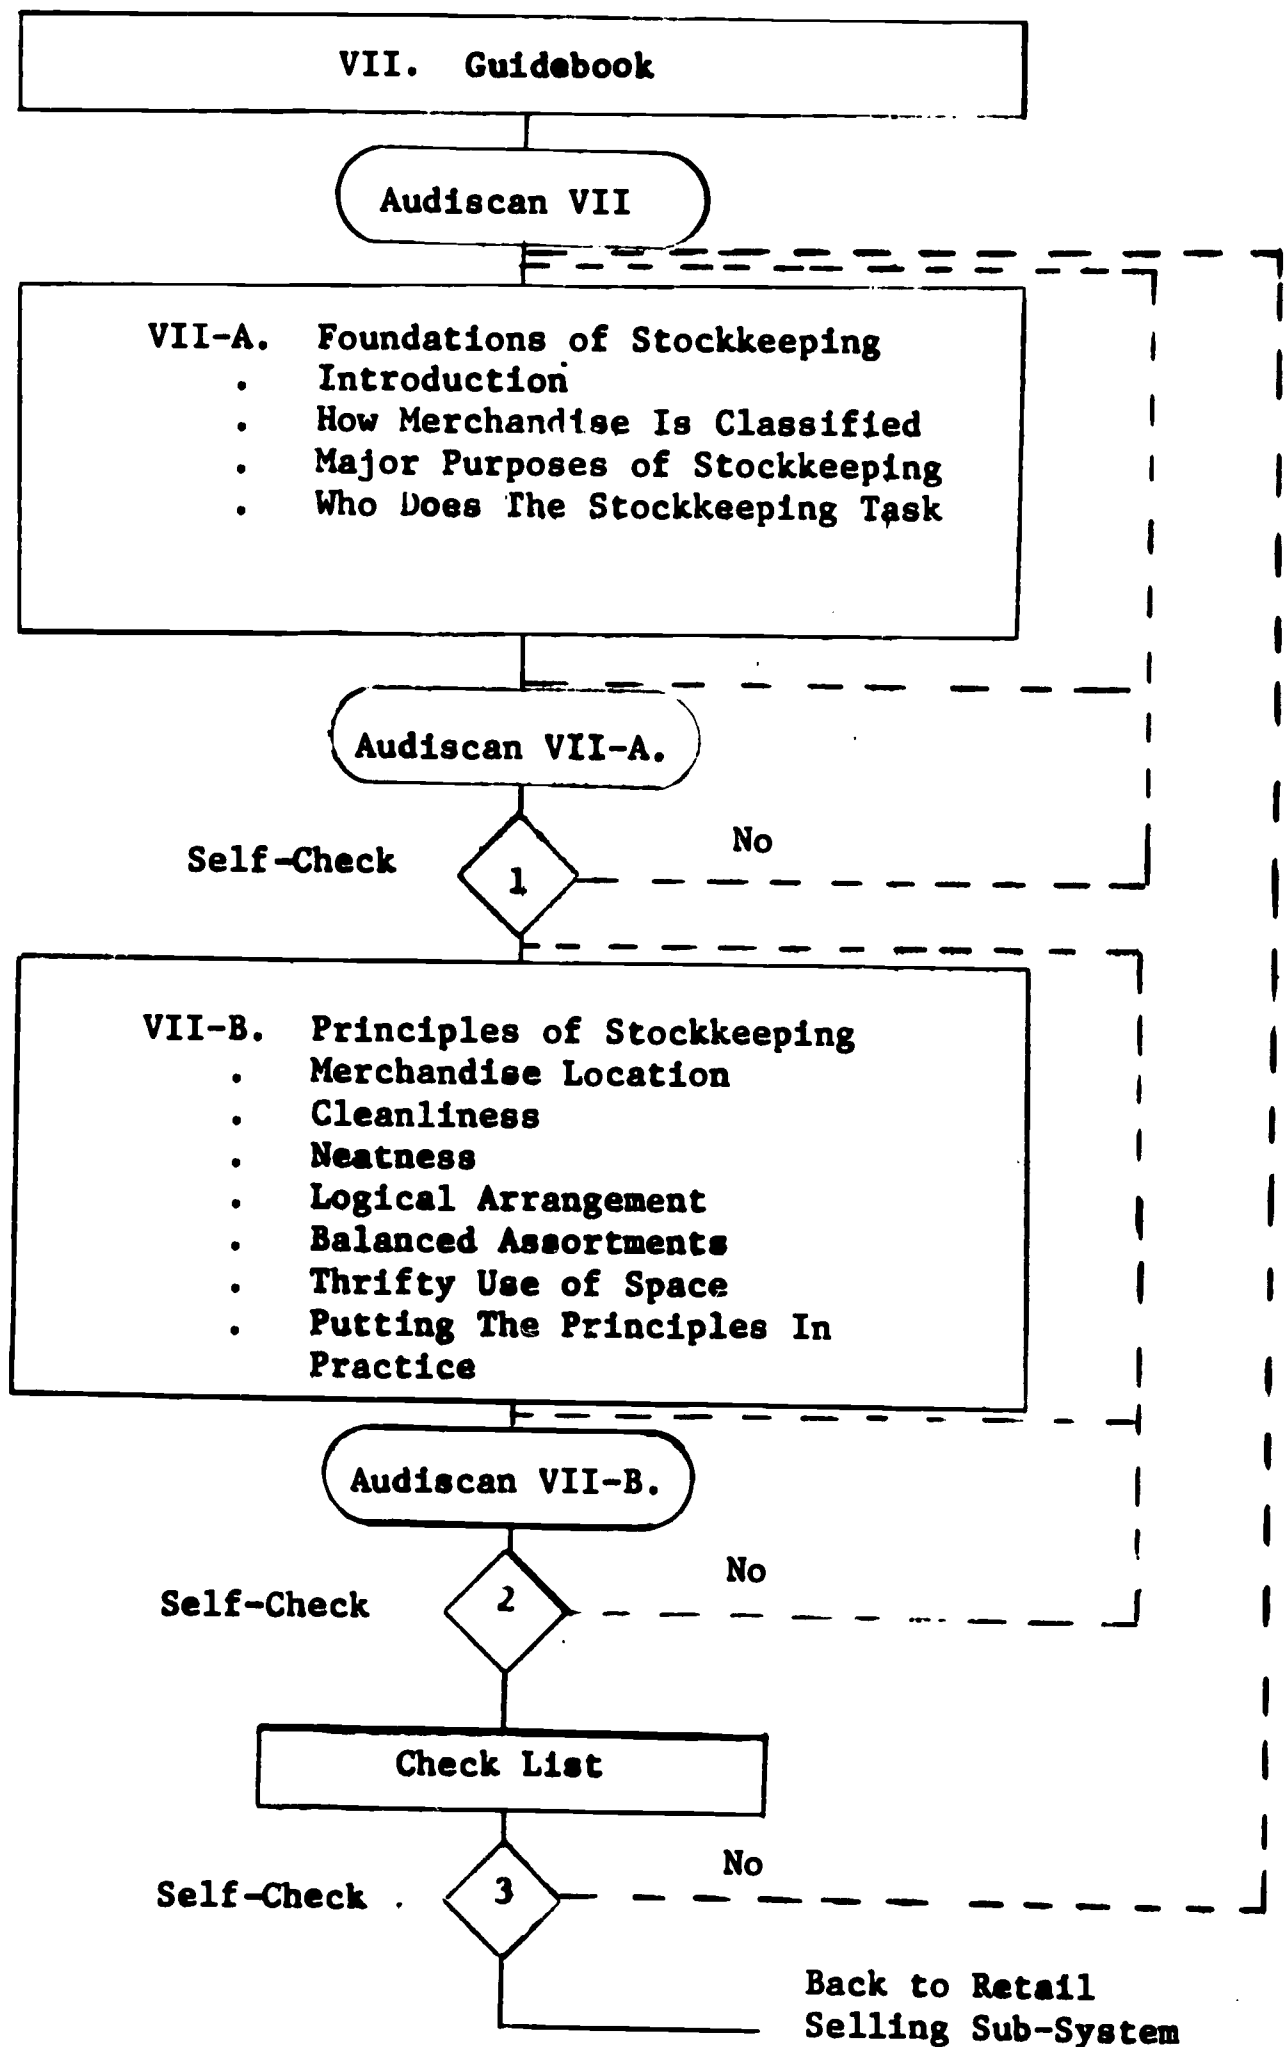 VII. Guidebook
Audiscan VII
VII-A. Foundations of Stockkeeping
. Introduction
. How Merchandise Is Classified
. Major Purposes of Stockkeeping
. Who Does The Stockkeeping Task
Audiscan VII-A.
No
Self-Check
1
VII-B. Principles of Stockkeeping
. Merchandise Location
. Cleanliness
. Neatness
. Logical Arrangement
. Balanced Assortments
. Thrifty Use of Space
. Putting The Principles In
Practice
Audiscan VII-B.
No
Self-Check
2
Check List
No
Self-Check
3
Back to Retail
Selling Sub-System